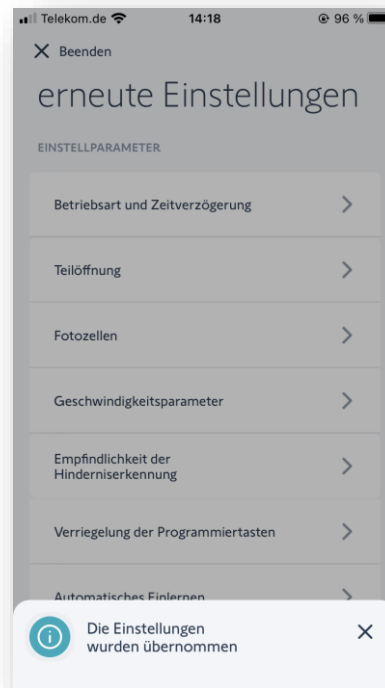 Telekom.de 14:18 96 %
Beenden
erneute Einstellungen
EINSTELLPARAMETER
Betriebsart und Zeitverzögerung
Teilöffnung
Fotozellen
Geschwindigkeitsparameter
Empfindlichkeit der
Hinderniserkennung
Verriegelung der Programmiertasten
Automatisches Einlernen
Die Einstellungen
wurden übernommen